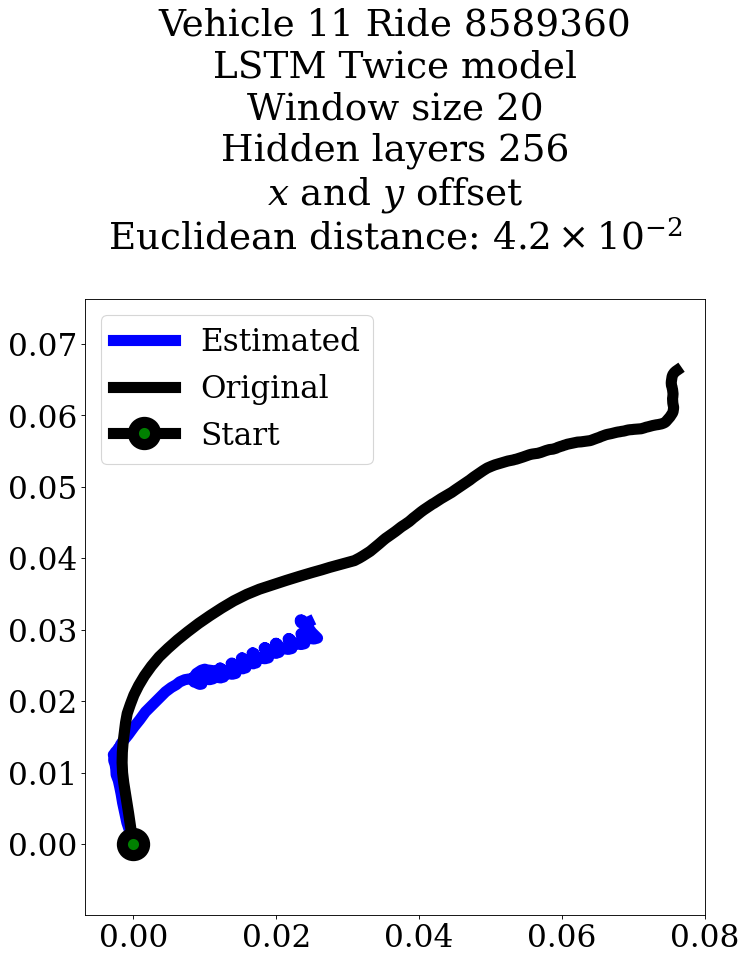 Vehicle 11 Ride 8589360
LSTM Twice model
Window size 20
Hidden layers 256
x and y offset
Euclidean distance: 4.2 × 10⁻²
Estimated
Original
Start
0.07
0.06
0.05
0.04
0.03
0.02
0.01
0.00
0.00 0.02 0.04 0.06 0.08